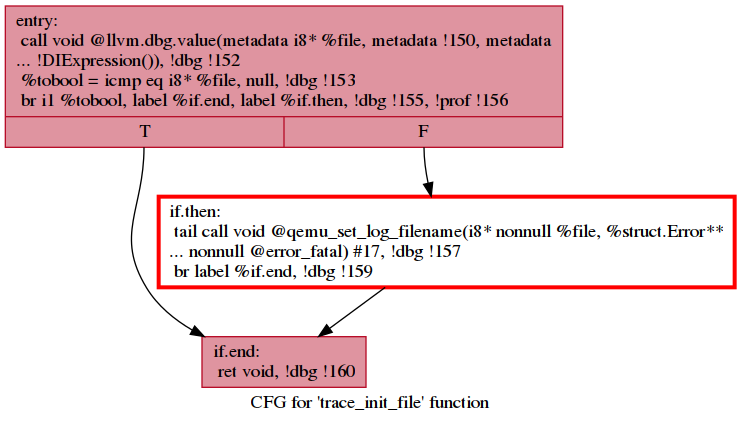 entry:
call void @llvm.dbg.value(metadata i8* %file, metadata !150, metadata
... !DIExpression()), !dbg !152
%tobool = icmp eq i8* %file, null, !dbg !153
br i1 %tobool, label %if.end, label %if.then, !dbg !155, !prof !156
T F
if.then:
tail call void @qemu_set_log_filename(i8* nonnull %file, %struct.Error**
... nonnull @error_fatal) #17, !dbg !157
br label %if.end, !dbg !159
if.end:
ret void, !dbg !160
CFG for 'trace_init_file' function